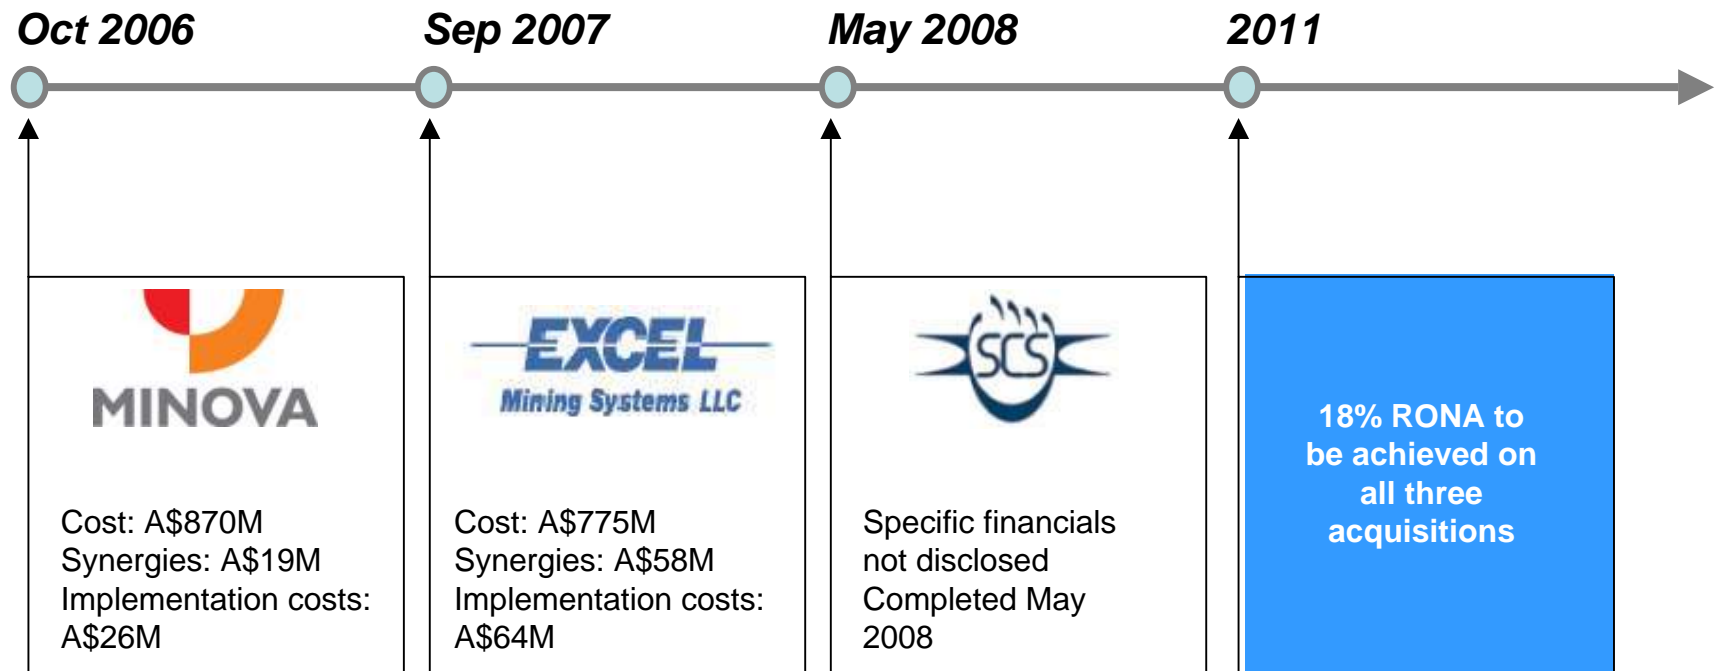 Oct 2006
Sep 2007
May 2008
2011
MINOVA
Cost: A$870M
Synergies: A$19M
Implementation costs:
A$26M
EXCEL
Mining Systems LLC
Cost: A$775M
Synergies: A$58M
Implementation costs:
A$64M
SCS
Specific financials
not disclosed
Completed May
2008
18% RONA to
be achieved on
all three
acquisitions